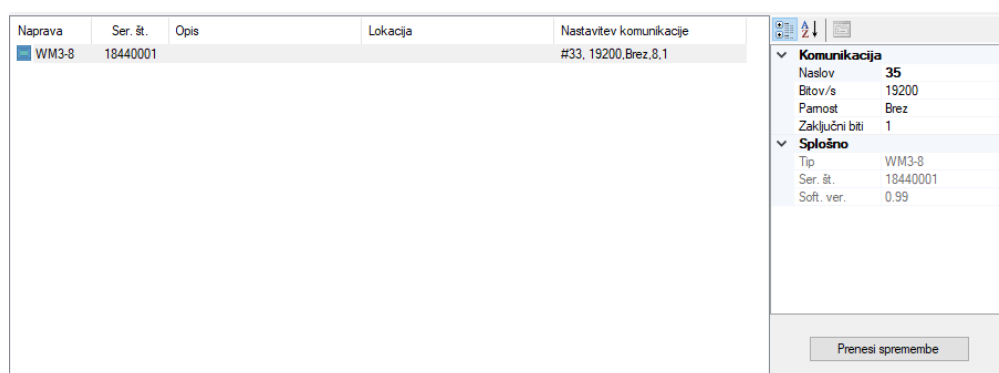 Naprava Ser. št. Opis Lokacija Nastavitev komunikacije
WM3-8 18440001 #33, 19200,Brez,8,1
Komunikacija
Naslov 35
Bitov/s 19200
Parnost Brez
Zaključni biti 1
Splošno
Tip WM3-8
Ser. št. 18440001
Soft. ver. 0.99
Prenesi spremembe